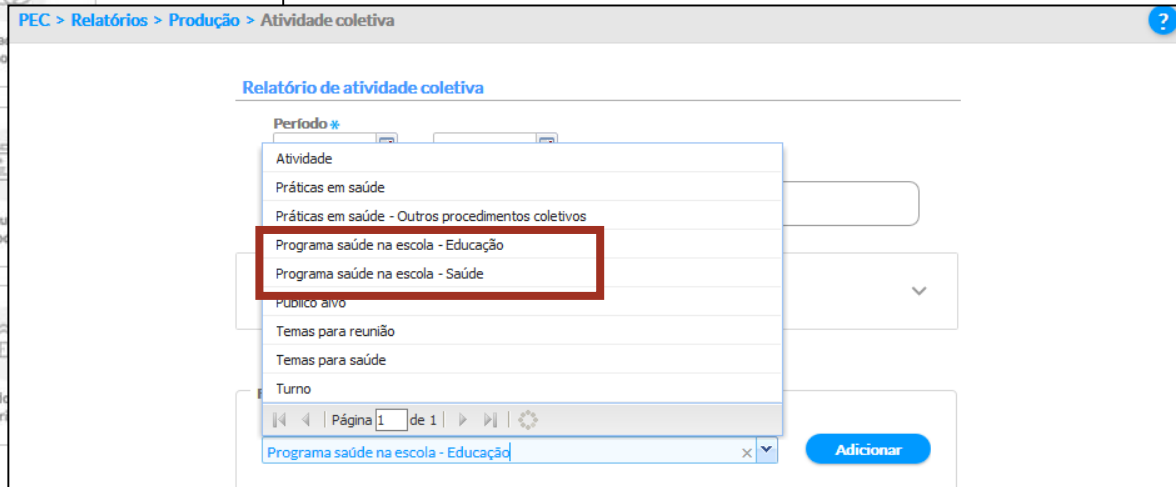 PEC > Relatórios > Produção > Atividade coletiva
?
Relatório de atividade coletiva
Período *
Atividade
Práticas em saúde
Práticas em saúde - Outros procedimentos coletivos
Programa saúde na escola - Educação
Programa saúde na escola - Saúde
Público alvo
Temas para reunião
Temas para saúde
Turno
Página 1 de 1
Programa saúde na escola - Educação
Adicionar